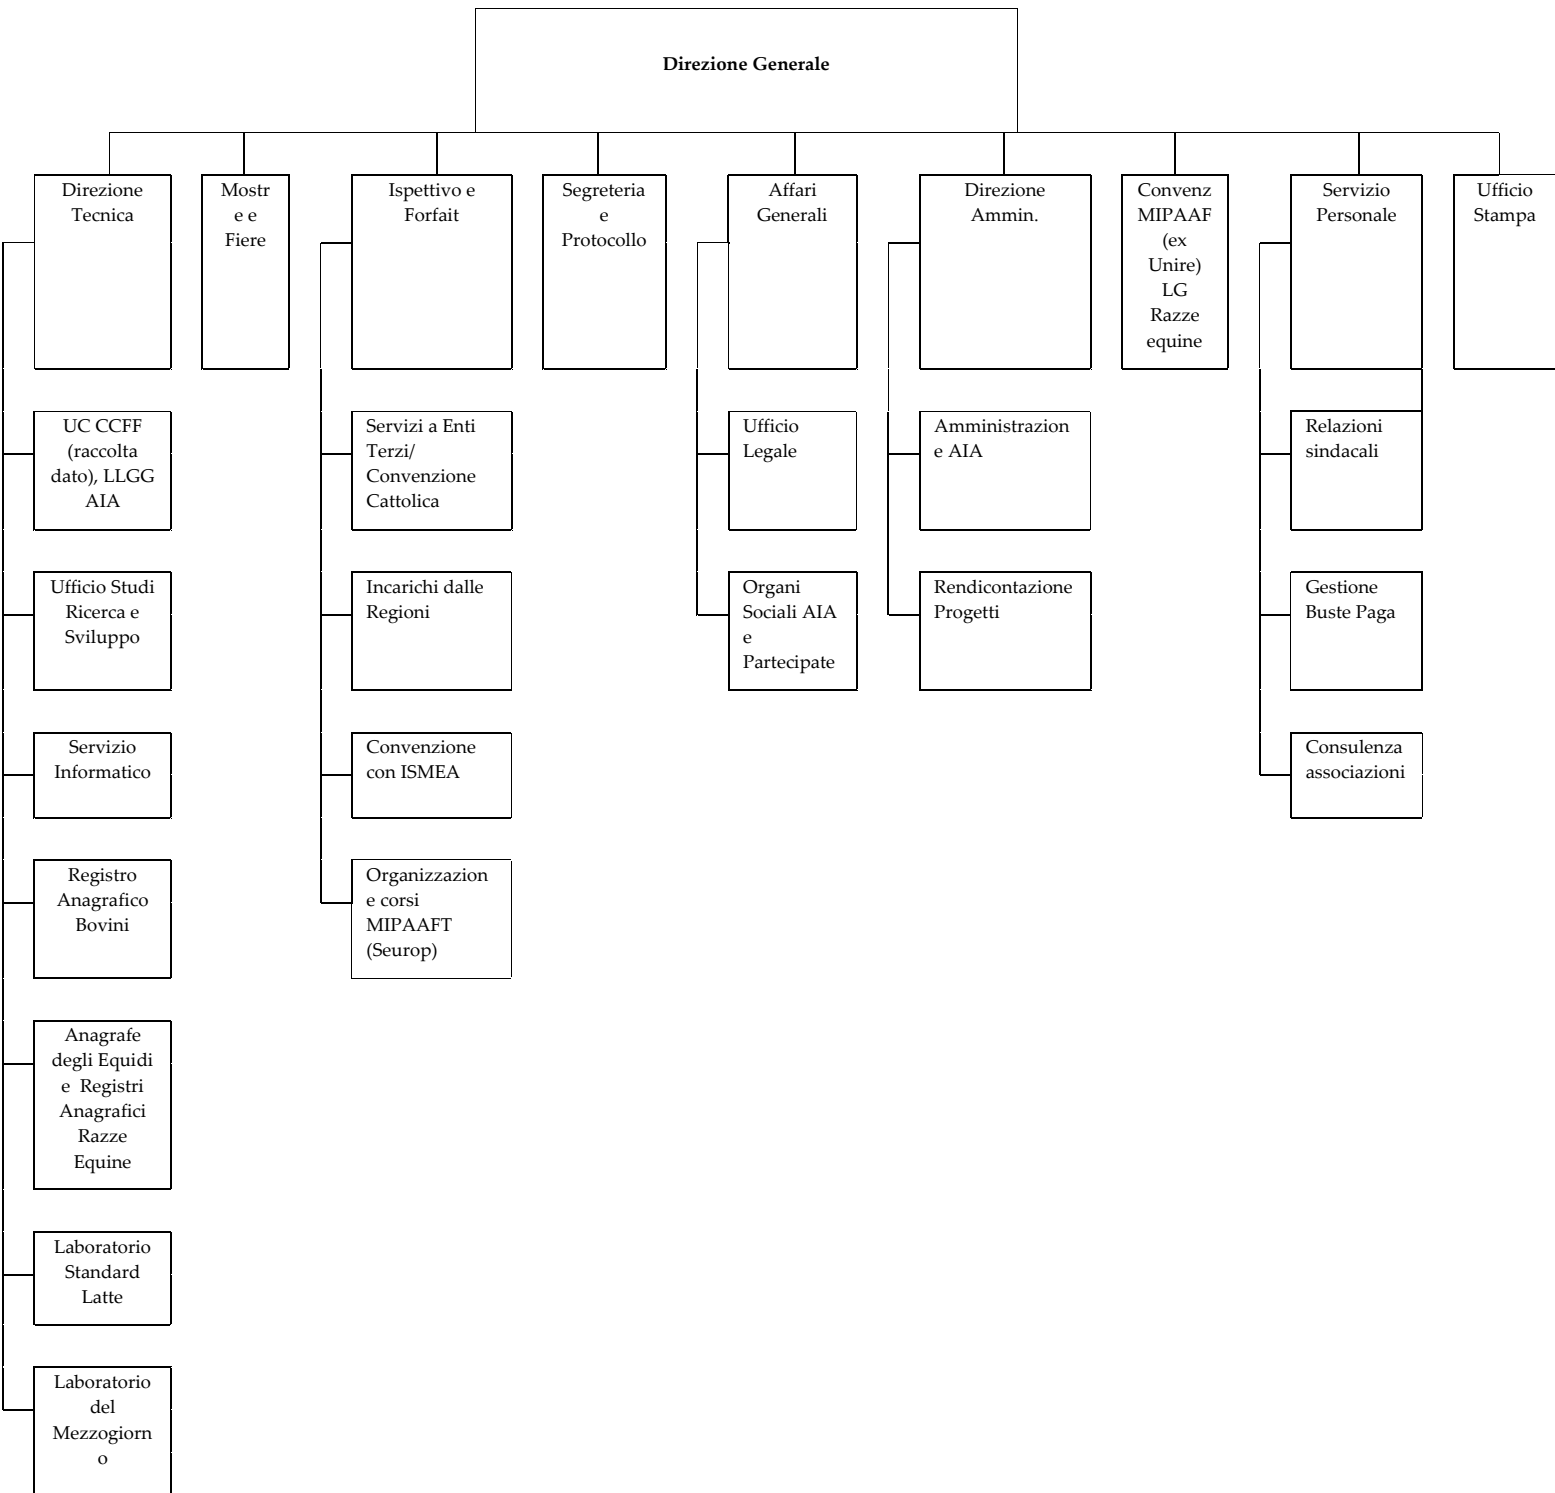 Direzione Generale
Direzione
Tecnica
Mostr
e e
Fiere
Ispettivo e
Forfait
Segreteria
e
Protocollo
Affari
Generali
Direzione
Ammin.
Convenz
MIPAAF
(ex
Unire)
LG
Razze
equine
Servizio
Personale
Ufficio
Stampa
UC CCFF
(raccolta
dato), LLGG
AIA
Servizi a Enti
Terzi/
Convenzione
Cattolica
Ufficio
Legale
Amministrazion
e AIA
Relazioni
sindacali
Ufficio Studi
Ricerca e
Sviluppo
Incarichi dalle
Regioni
Organi
Sociali AIA
e
Partecipate
Rendicontazione
Progetti
Gestione
Buste Paga
Servizio
Informatico
Convenzione
con ISMEA
Consulenza
associazioni
Registro
Anagrafico
Bovini
Organizzazion
e corsi
MIPAAFT
(Seurop)
Anagrafe
degli Equidi
e Registri
Anagrafici
Razze
Equine
Laboratorio
Standard
Latte
Laboratorio
del
Mezzogiorn
o